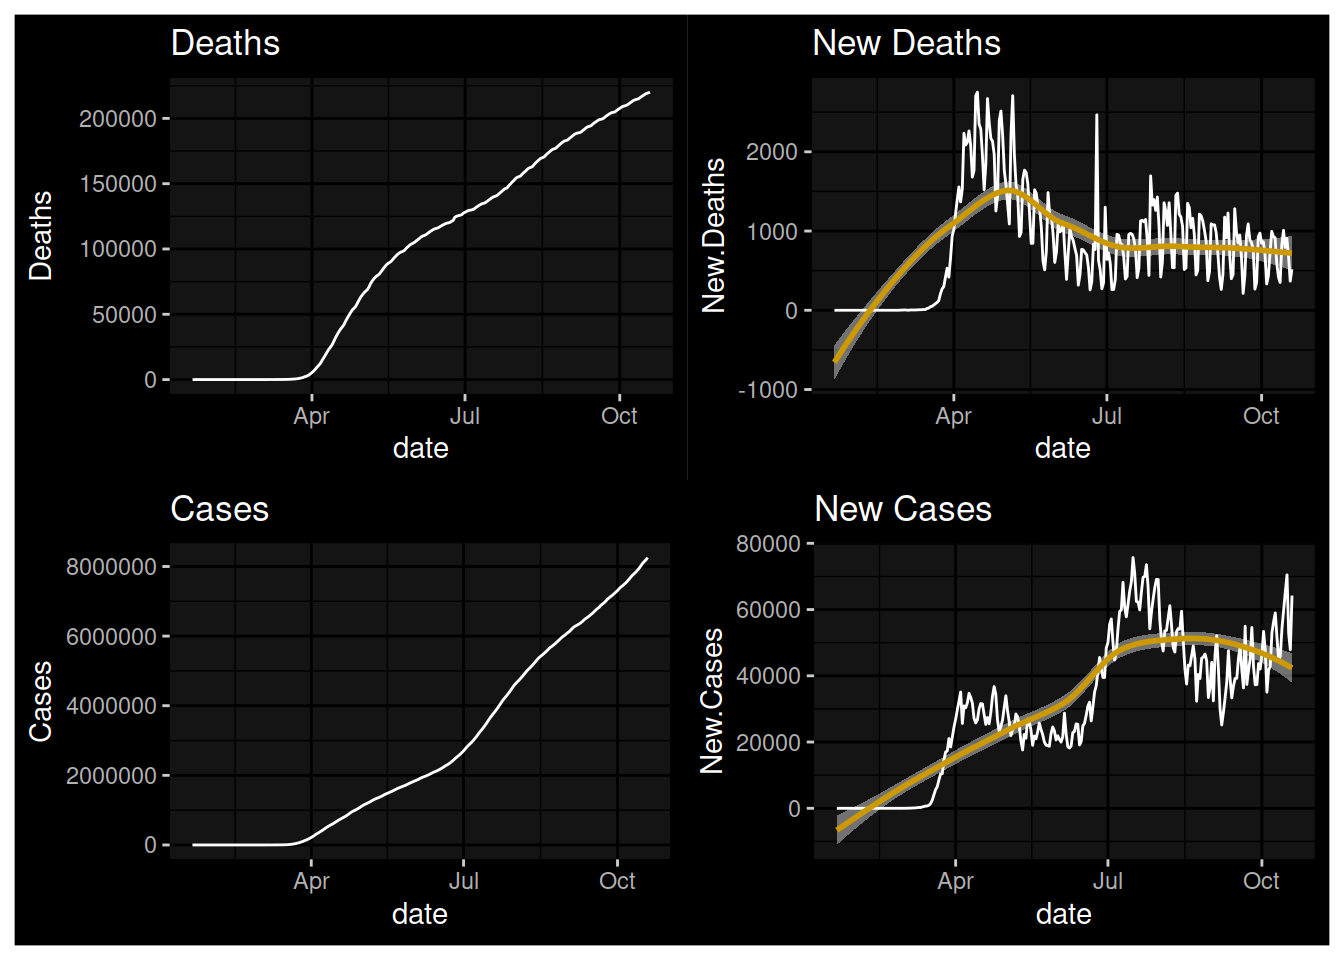 Deaths
Deaths
200000
150000
100000
50000
0
Apr Jul Oct
date
New Deaths
New.Deaths
2000
1000
0
-1000
Apr Jul Oct
date
Cases
Cases
8000000
6000000
4000000
2000000
0
Apr Jul Oct
date
New Cases
New.Cases
80000
60000
40000
20000
0
Apr Jul Oct
date